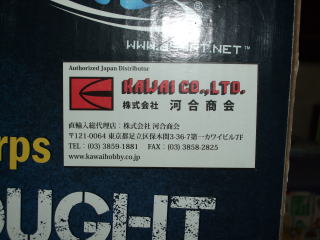 WWW.ASMRT.NET™
Authorized Japan Distributor
KAWAI CO.,LTD.
株式会社 河合商会
直輸入総代理店：株式会社 河合商会
〒121-0064 東京都足立区保木間3-36-7第一カワイビル7F
TEL：(03) 3859-1881 FAX：(03) 3858-2825
www.kawaihobby.co.jp
rps
OUGHT